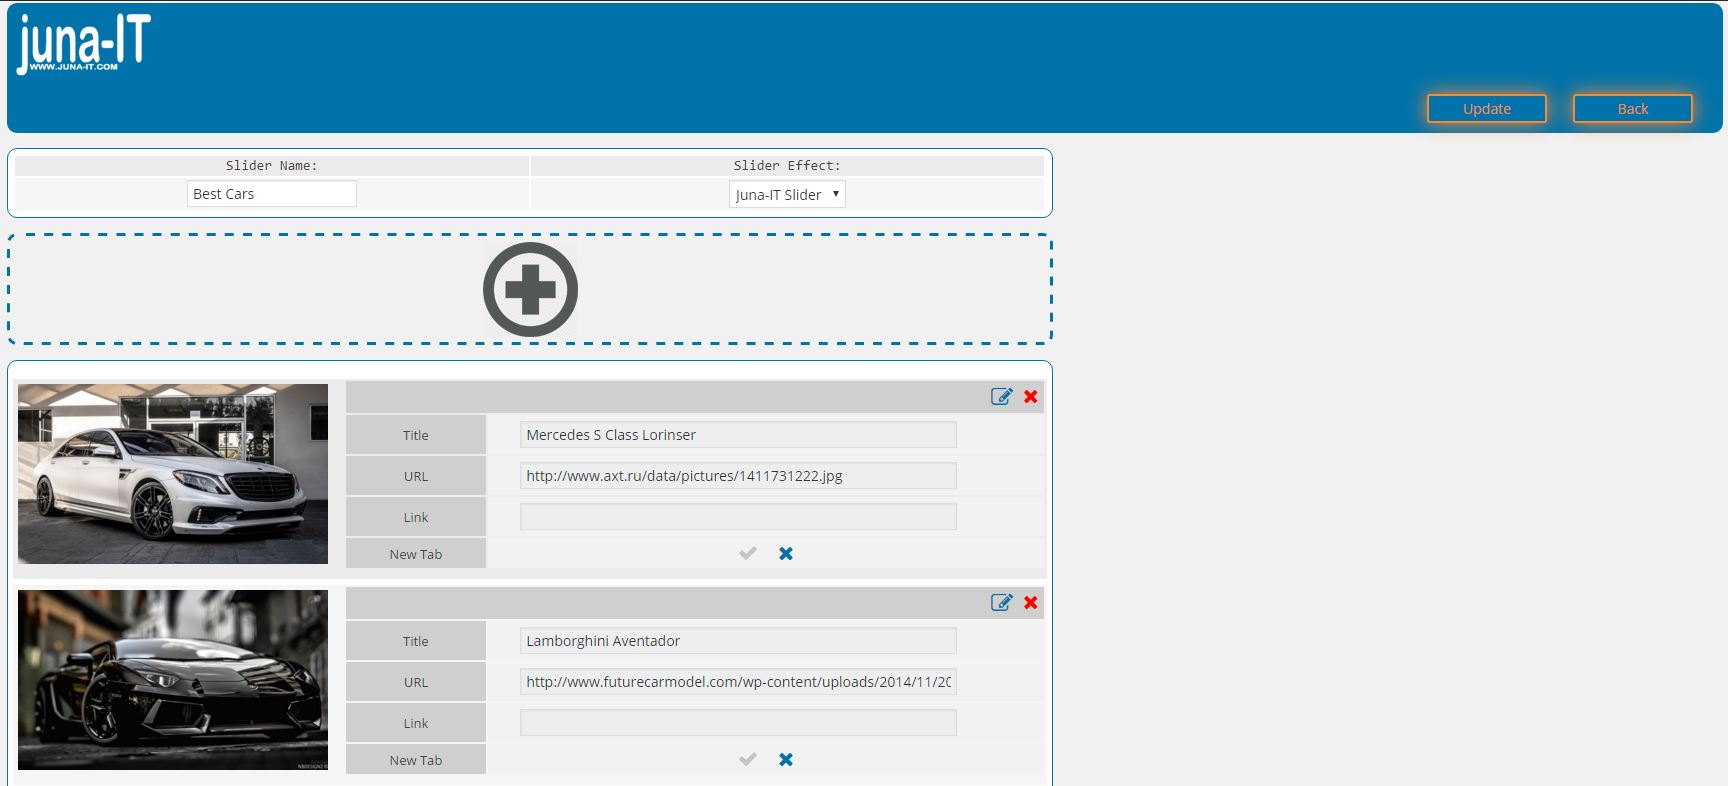 juna-IT
WWW.JUNA-IT.COM
Update
Back
Slider Name:
Slider Effect:
Best Cars
Juna-IT Slider
Title
Mercedes S Class Lorinser
URL
http://www.axt.ru/data/pictures/1411731222.jpg
Link
New Tab
Title
Lamborghini Aventador
URL
http://www.futurecarmodel.com/wp-content/uploads/2014/11/20
Link
New Tab